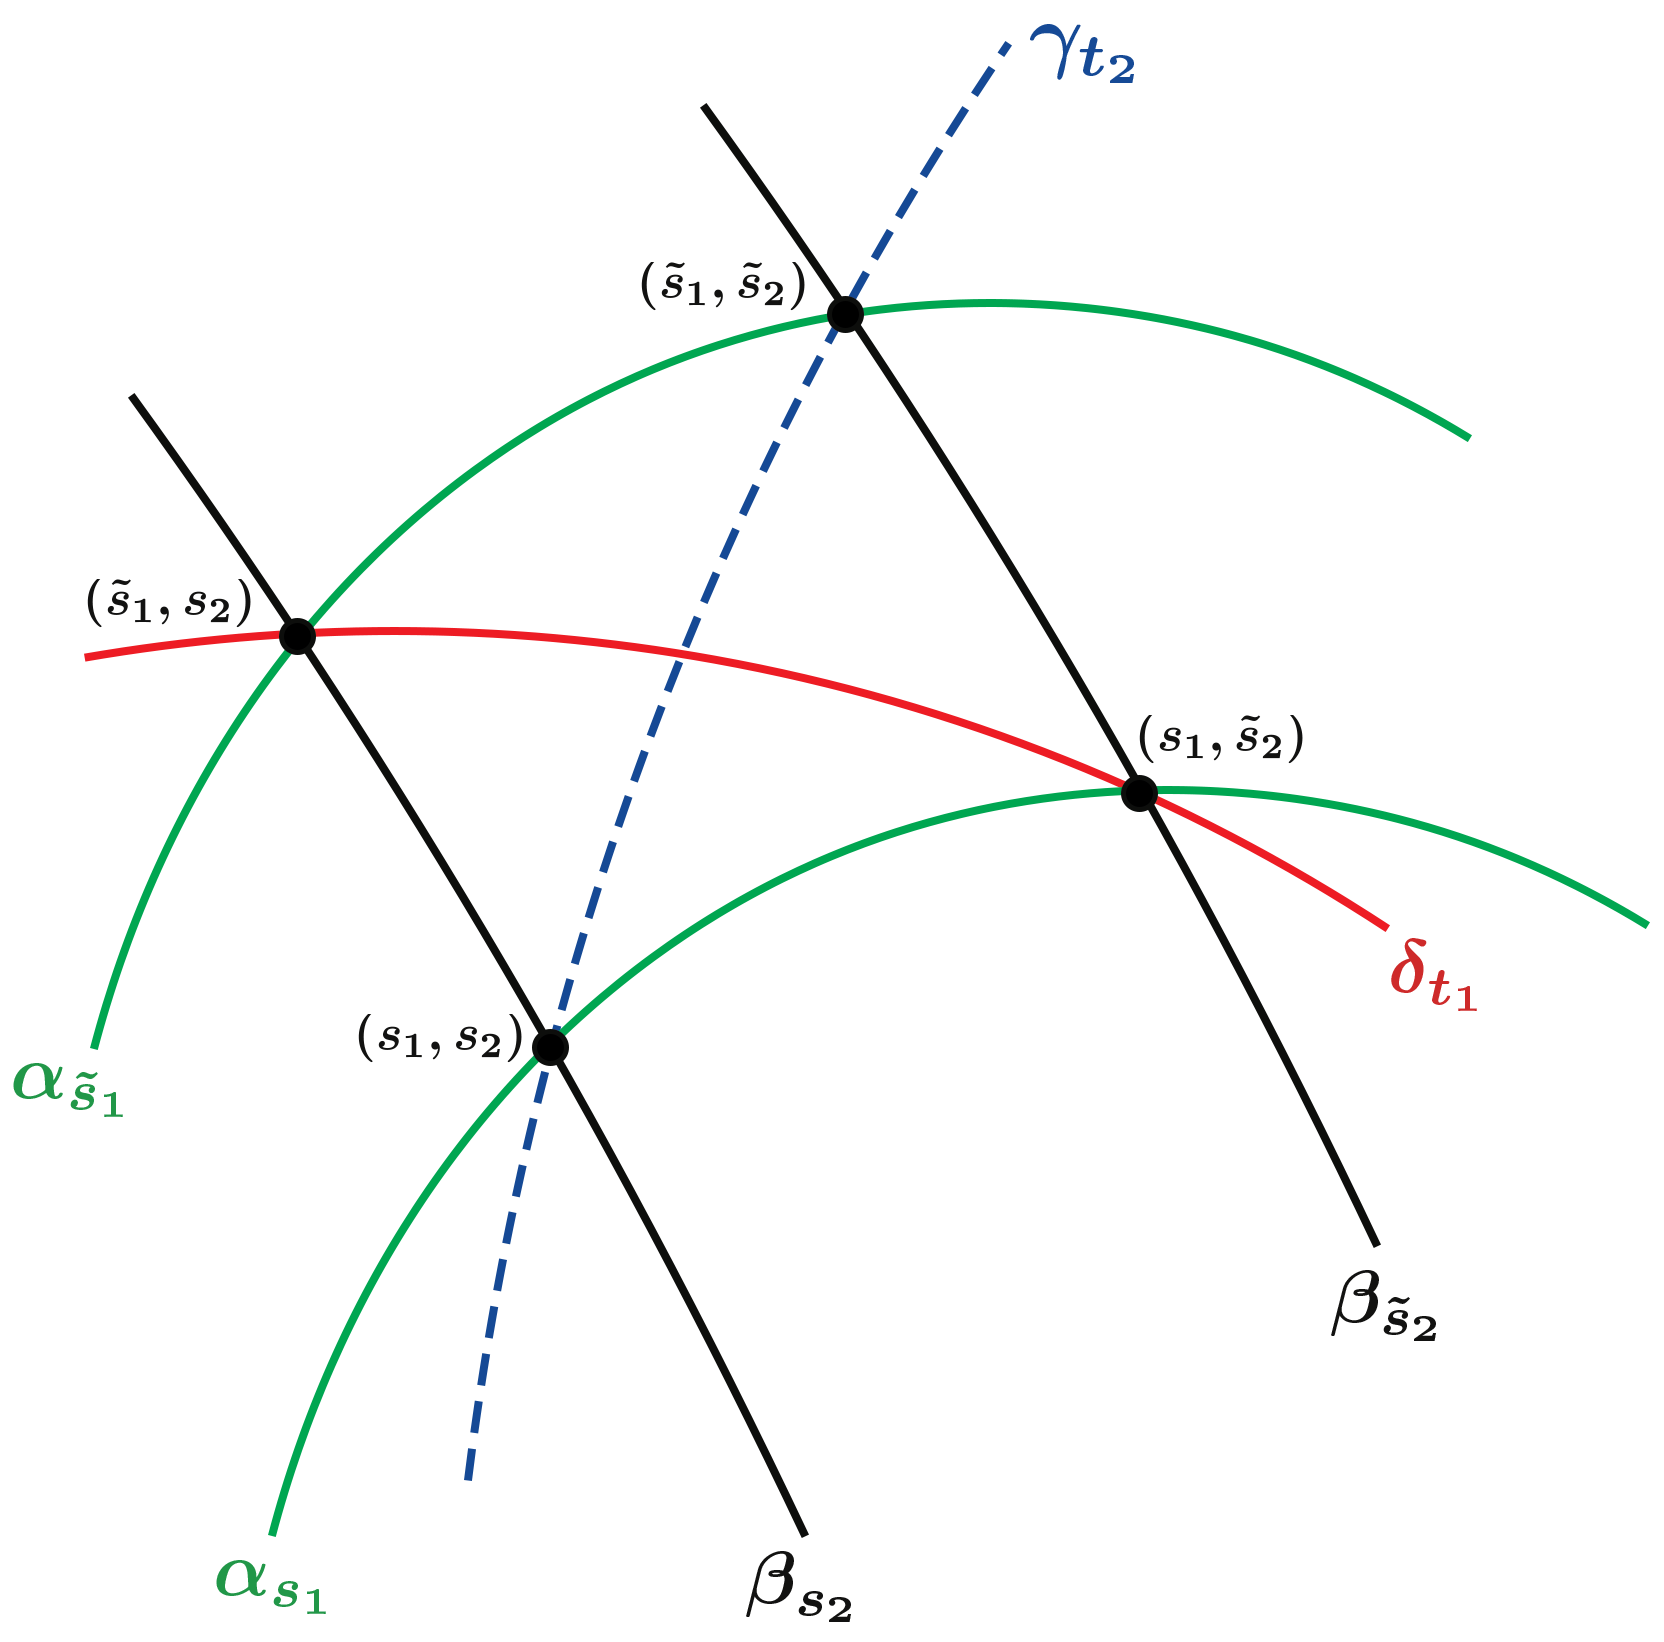 γₜ₂
(s̃₁, s̃₂)
(s̃₁, s₂)
(s₁, s̃₂)
δₜ₁
(s₁, s₂)
αₛ̃₁
βₛ̃₂
αₛ₁
βₛ₂